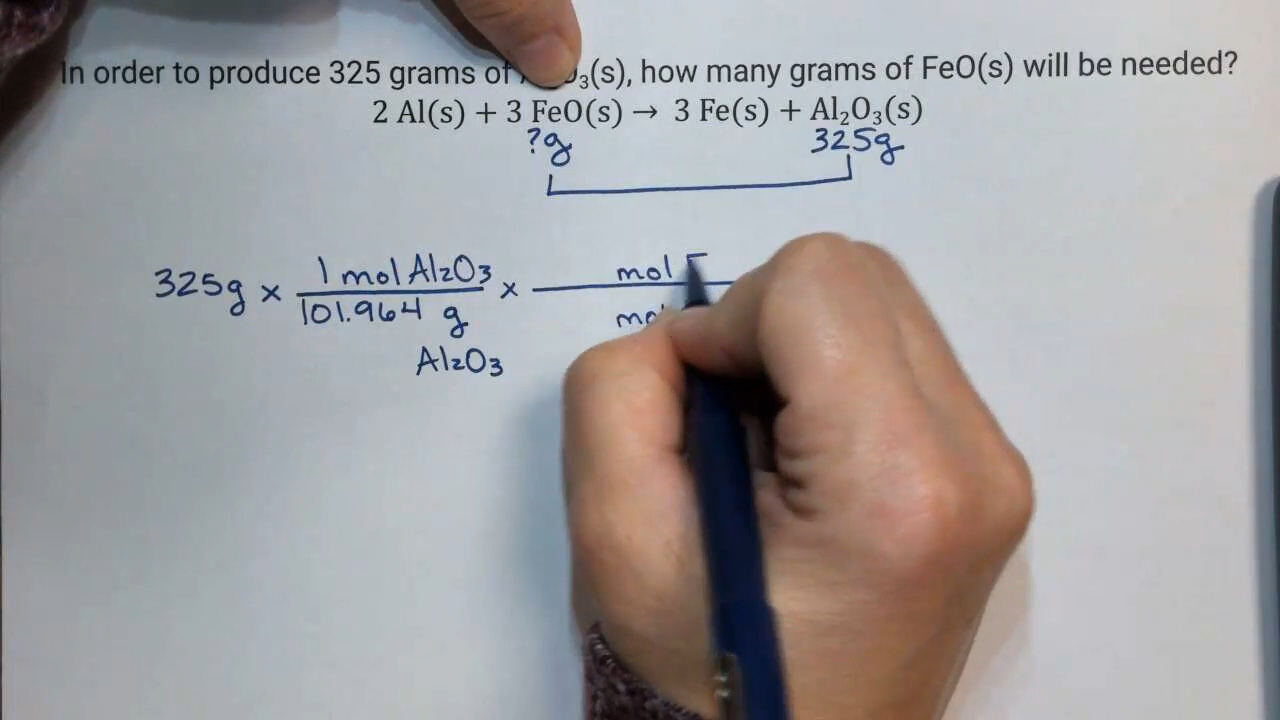 In order to produce 325 grams of ₃(s), how many grams of FeO(s) will be needed?
2 Al(s) + 3 FeO(s) → 3 Fe(s) + Al₂O₃(s)
?g 325g
325g × 1 mol Al₂O₃ × mol F
101.964 g mol
Al₂O₃